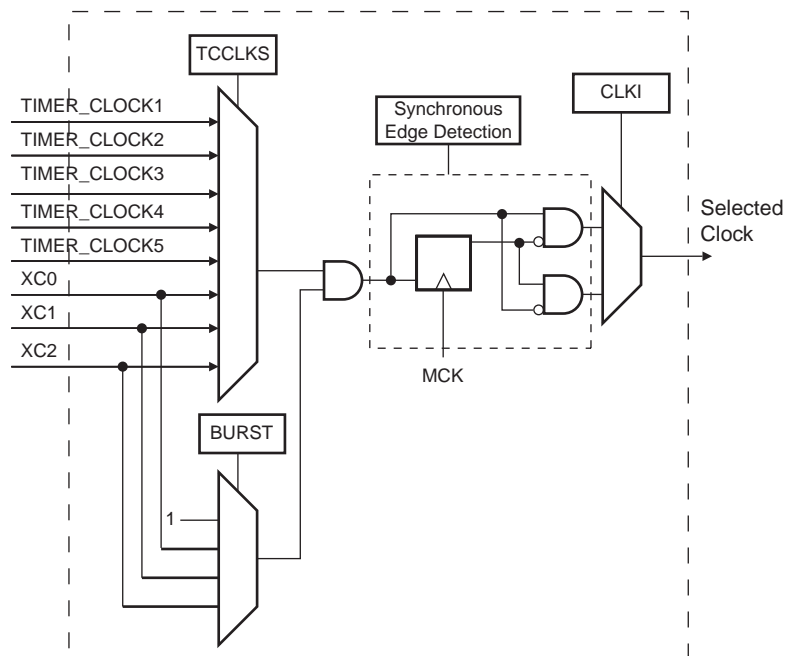 TCCLKS
TIMER_CLOCK1
TIMER_CLOCK2
TIMER_CLOCK3
TIMER_CLOCK4
TIMER_CLOCK5
XC0
XC1
XC2
Synchronous
Edge Detection
CLKI
Selected
Clock
MCK
BURST
1